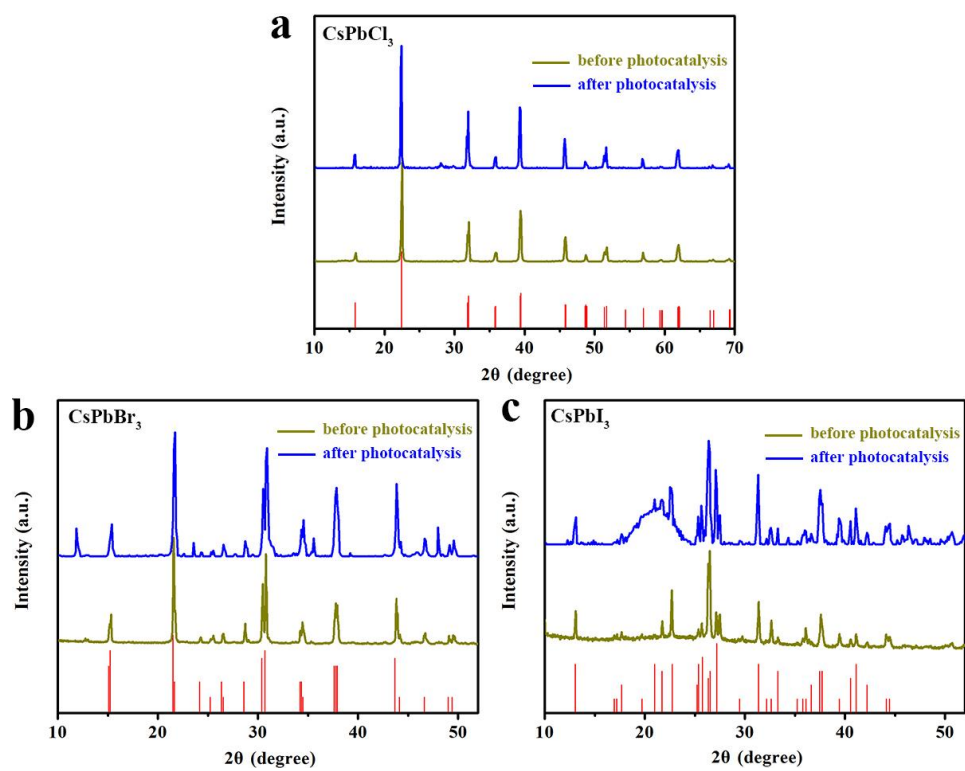 a
CsPbCl₃
before photocatalysis
after photocatalysis
Intensity (a.u.)
10 20 30 40 50 60 70
2θ (degree)
b
CsPbBr₃
before photocatalysis
after photocatalysis
Intensity (a.u.)
10 20 30 40 50
2θ (degree)
c
CsPbI₃
before photocatalysis
after photocatalysis
Intensity (a.u.)
10 20 30 40 50
2θ (degree)